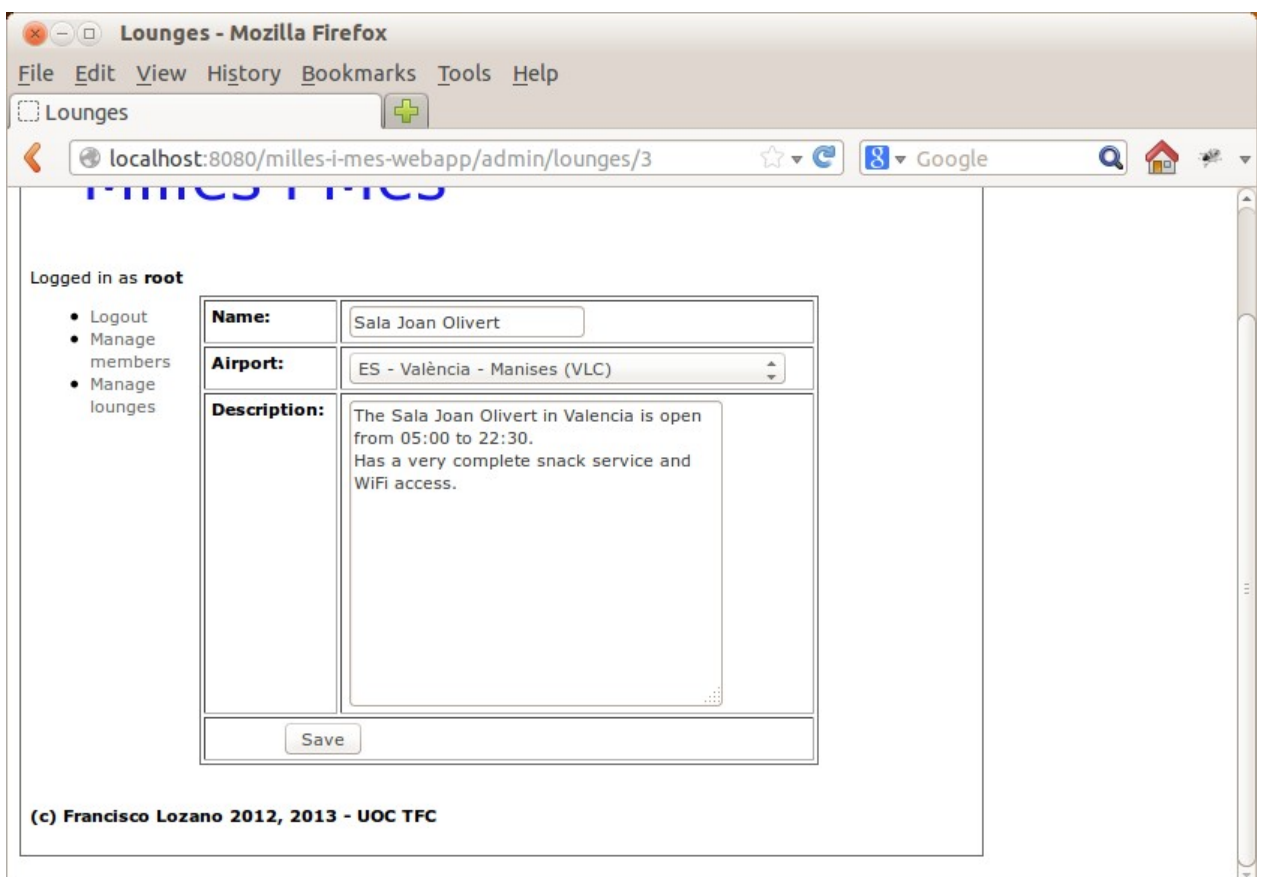 Lounges - Mozilla Firefox
File Edit View History Bookmarks Tools Help
Lounges
localhost:8080/milles-i-mes-webapp/admin/lounges/3
8 Google
Milles i Mes
Logged in as root
Logout
Manage
members
Manage
lounges
Name:
Sala Joan Olivert
Airport:
ES - València - Manises (VLC)
Description:
The Sala Joan Olivert in Valencia is open
from 05:00 to 22:30.
Has a very complete snack service and
WiFi access.
Save
(c) Francisco Lozano 2012, 2013 - UOC TFC